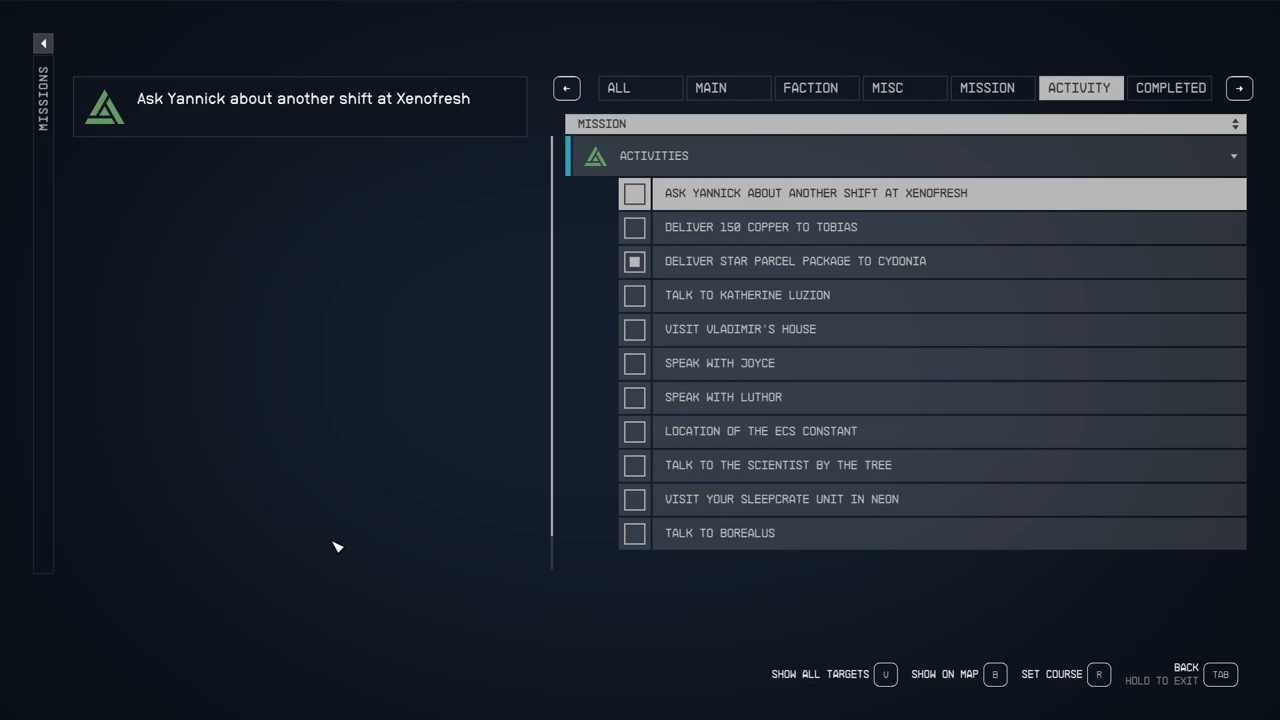 MISSIONS
Ask Yannick about another shift at Xenofresh
ALL MAIN FACTION MISC MISSION ACTIVITY COMPLETED
MISSION
ACTIVITIES
ASK YANNICK ABOUT ANOTHER SHIFT AT XENOFRESH
DELIVER 150 COPPER TO TOBIAS
DELIVER STAR PARCEL PACKAGE TO CYDONIA
TALK TO KATHERINE LUZION
VISIT VLADIMIR'S HOUSE
SPEAK WITH JOYCE
SPEAK WITH LUTHOR
LOCATION OF THE ECS CONSTANT
TALK TO THE SCIENTIST BY THE TREE
VISIT YOUR SLEEPCRATE UNIT IN NEON
TALK TO BOREALUS
SHOW ALL TARGETS V SHOW ON MAP B SET COURSE R BACK TAB
HOLD TO EXIT